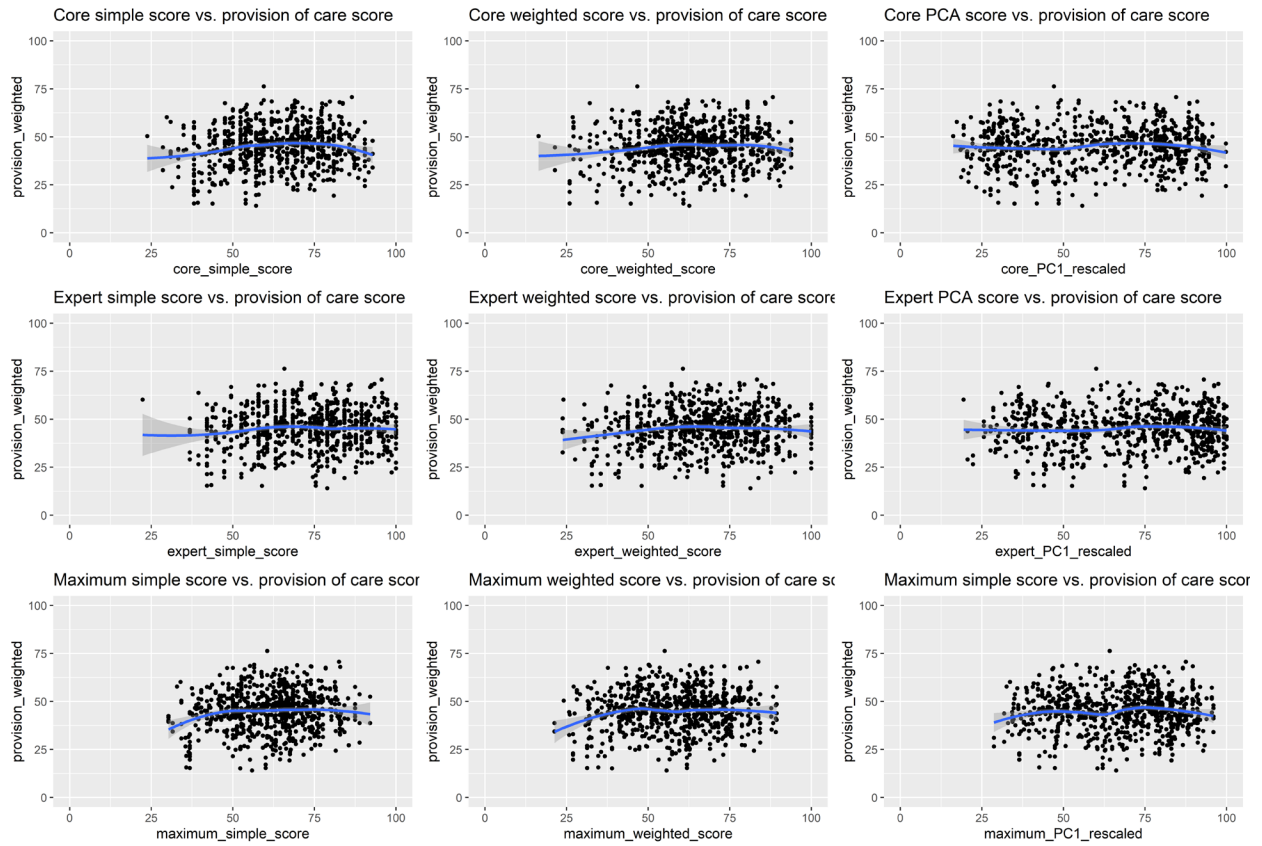 Core simple score vs. provision of care score
100
75
50
25
0
provision_weighted
0 25 50 75 100
core_simple_score
Core weighted score vs. provision of care score
100
75
50
25
0
provision_weighted
0 25 50 75 100
core_weighted_score
Core PCA score vs. provision of care score
100
75
50
25
0
provision_weighted
0 25 50 75 100
core_PC1_rescaled
Expert simple score vs. provision of care score
100
75
50
25
0
provision_weighted
0 25 50 75 100
expert_simple_score
Expert weighted score vs. provision of care score
100
75
50
25
0
provision_weighted
0 25 50 75 100
expert_weighted_score
Expert PCA score vs. provision of care score
100
75
50
25
0
provision_weighted
0 25 50 75 100
expert_PC1_rescaled
Maximum simple score vs. provision of care scor
100
75
50
25
0
provision_weighted
0 25 50 75 100
maximum_simple_score
Maximum weighted score vs. provision of care sc
100
75
50
25
0
provision_weighted
0 25 50 75 100
maximum_weighted_score
Maximum simple score vs. provision of care scor
100
75
50
25
0
provision_weighted
0 25 50 75 100
maximum_PC1_rescaled